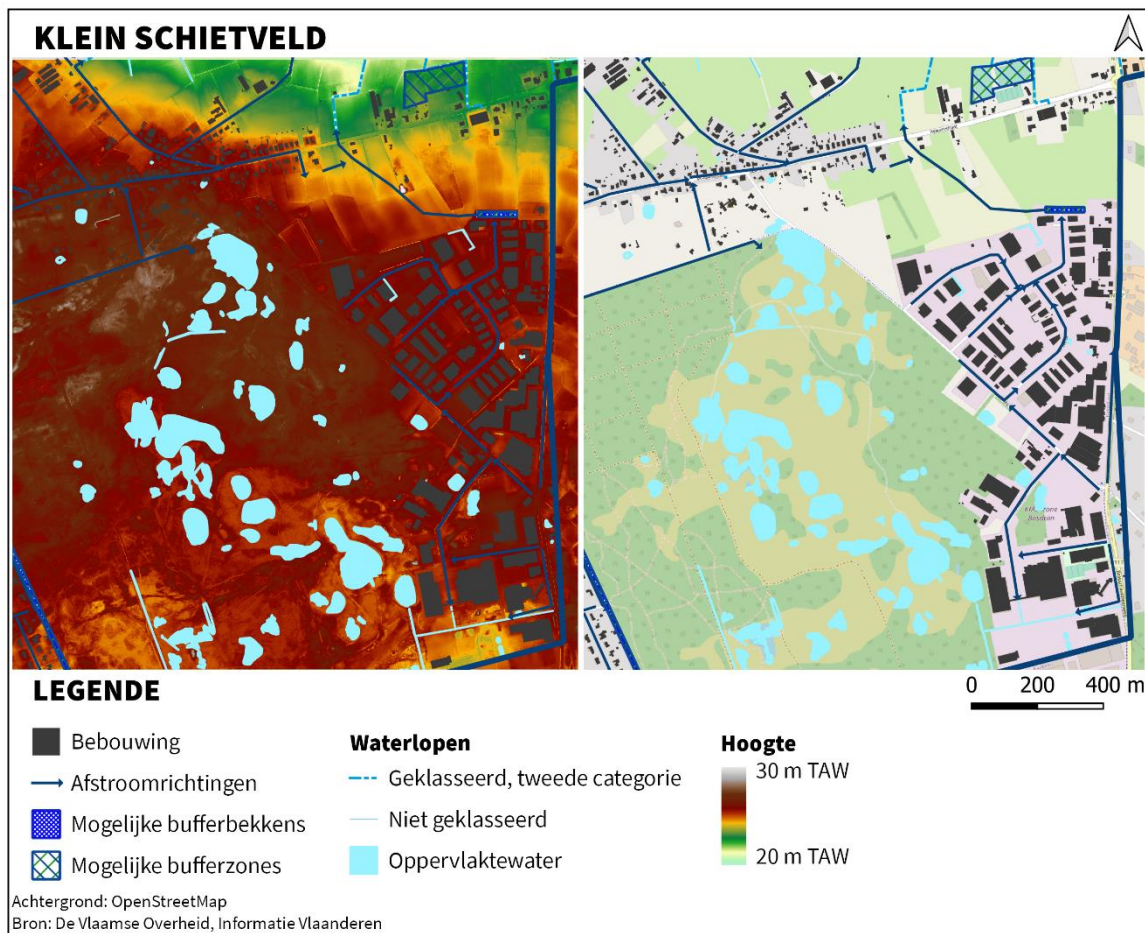 KLEIN SCHIETVELD
LEGENDE
Bebouwing
Afstroomrichtingen
Mogelijke bufferbekkens
Mogelijke bufferzones
Waterlopen
Geklasseerd, tweede categorie
Niet geklasseerd
Oppervlaktewater
Hoogte
30 m TAW
20 m TAW
0 200 400 m
Achtergrond: OpenStreetMap
Bron: De Vlaamse Overheid, Informatie Vlaanderen